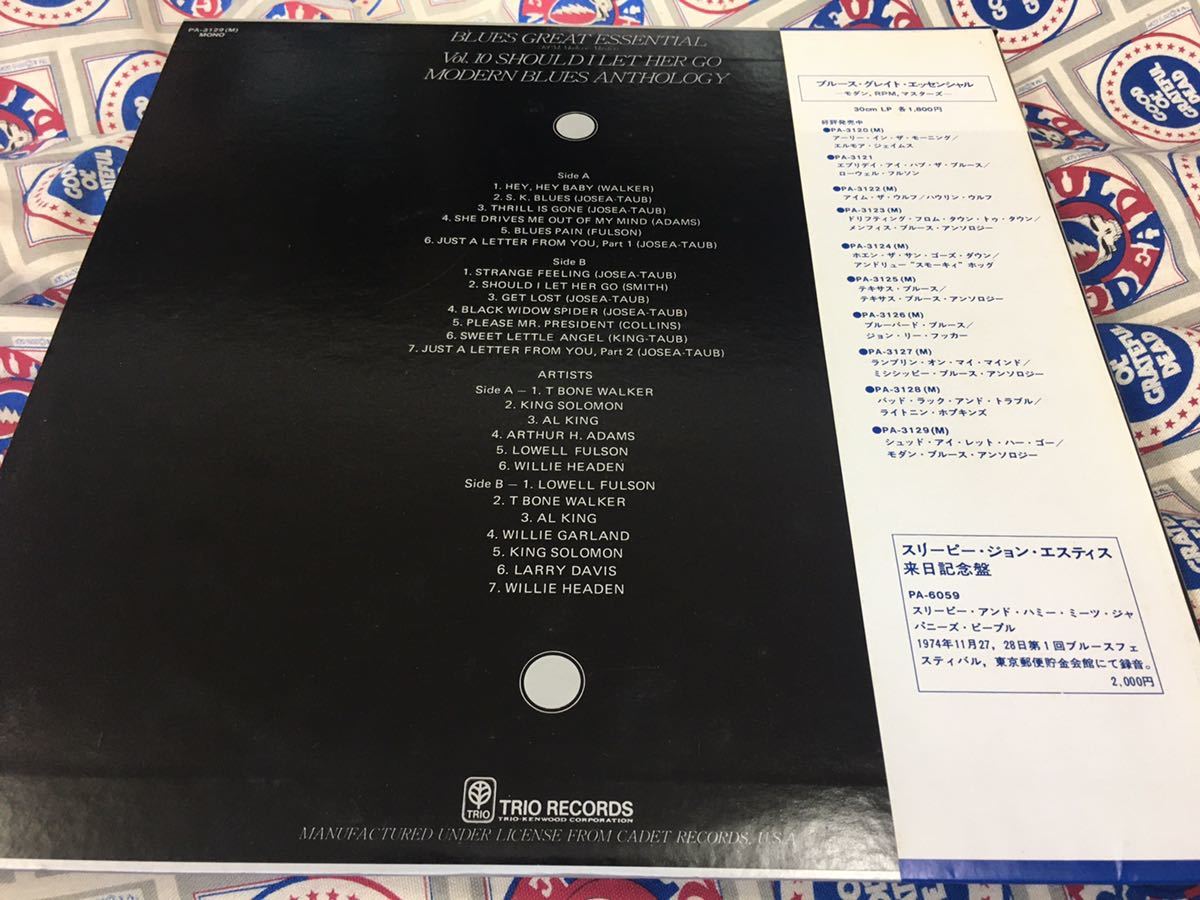 PA-3129(M)
MONO
BLUES GREAT ESSENTIAL
Vol. 10 SHOULD I LET HER GO
MODERN BLUES ANTHOLOGY
Side A
1. HEY, HEY BABY (WALKER)
2. S. K. BLUES (JOSEA-TAUB)
3. THRILL IS GONE (JOSEA-TAUB)
4. SHE DRIVES ME OUT OF MY MIND (ADAMS)
5. BLUES PAIN (FULSON)
6. JUST A LETTER FROM YOU, Part 1 (JOSEA-TAUB)
Side B
1. STRANGE FEELING (JOSEA-TAUB)
2. SHOULD I LET HER GO (SMITH)
3. GET LOST (JOSEA-TAUB)
4. BLACK WIDOW SPIDER (JOSEA-TAUB)
5. PLEASE MR. PRESIDENT (COLLINS)
6. SWEET LETTLE ANGEL (KING-TAUB)
7. JUST A LETTER FROM YOU, Part 2 (JOSEA-TAUB)
ARTISTS
Side A – 1. T BONE WALKER
2. KING SOLOMON
3. AL KING
4. ARTHUR H. ADAMS
5. LOWELL FULSON
6. WILLIE HEADEN
Side B – 1. LOWELL FULSON
2. T BONE WALKER
3. AL KING
4. WILLIE GARLAND
5. KING SOLOMON
6. LARRY DAVIS
7. WILLIE HEADEN
TRIO
TRIO RECORDS
TRIO-KENWOOD CORPORATION
MANUFACTURED UNDER LICENSE FROM CADET RECORDS, U.S.A
ブルース・グレイト・エッセンシャル
—モダン, RPM, マスターズ—
30cm LP 各1,800円
好評発売中
●PA-3120(M)
アーリー・イン・ザ・モーニング/
エルモア・ジェイムス
●PA-3121
エブリデイ・アイ・ハブ・ザ・ブルース/
ローウェル・フルソン
●PA-3122(M)
アイム・ザ・ウルフ/ハウリン・ウルフ
●PA-3123(M)
ドリフティング・フロム・タウン・トゥ・タウン/
メンフィス・ブルース・アンソロジー
●PA-3124(M)
ホエン・ザ・サン・ゴーズ・ダウン/
アンドリュー“スモーキィ”ホッグ
●PA-3125(M)
テキサス・ブルース/
テキサス・ブルース・アンソロジー
●PA-3126(M)
ブルーバード・ブルース/
ジョン・リー・フッカー
●PA-3127(M)
ランブリン・オン・マイ・マインド/
ミシシッピー・ブルース・アンソロジー
●PA-3128(M)
バッド・ラック・アンド・トラブル/
ライトニン・ホプキンズ
●PA-3129(M)
シュッド・アイ・レット・ハー・ゴー/
モダン・ブルース・アンソロジー
スリーピー・ジョン・エスティス
来日記念盤
PA-6059
スリーピー・アンド・ハミー・ミーツ・ジャ
パニーズ・ピープル
1974年11月27, 28日第1回ブルースフェ
スティバル, 東京郵便貯金会館にて録音。
2,000円
GOOD OL' GRATEFUL DEAD
GRATEFUL DEAD